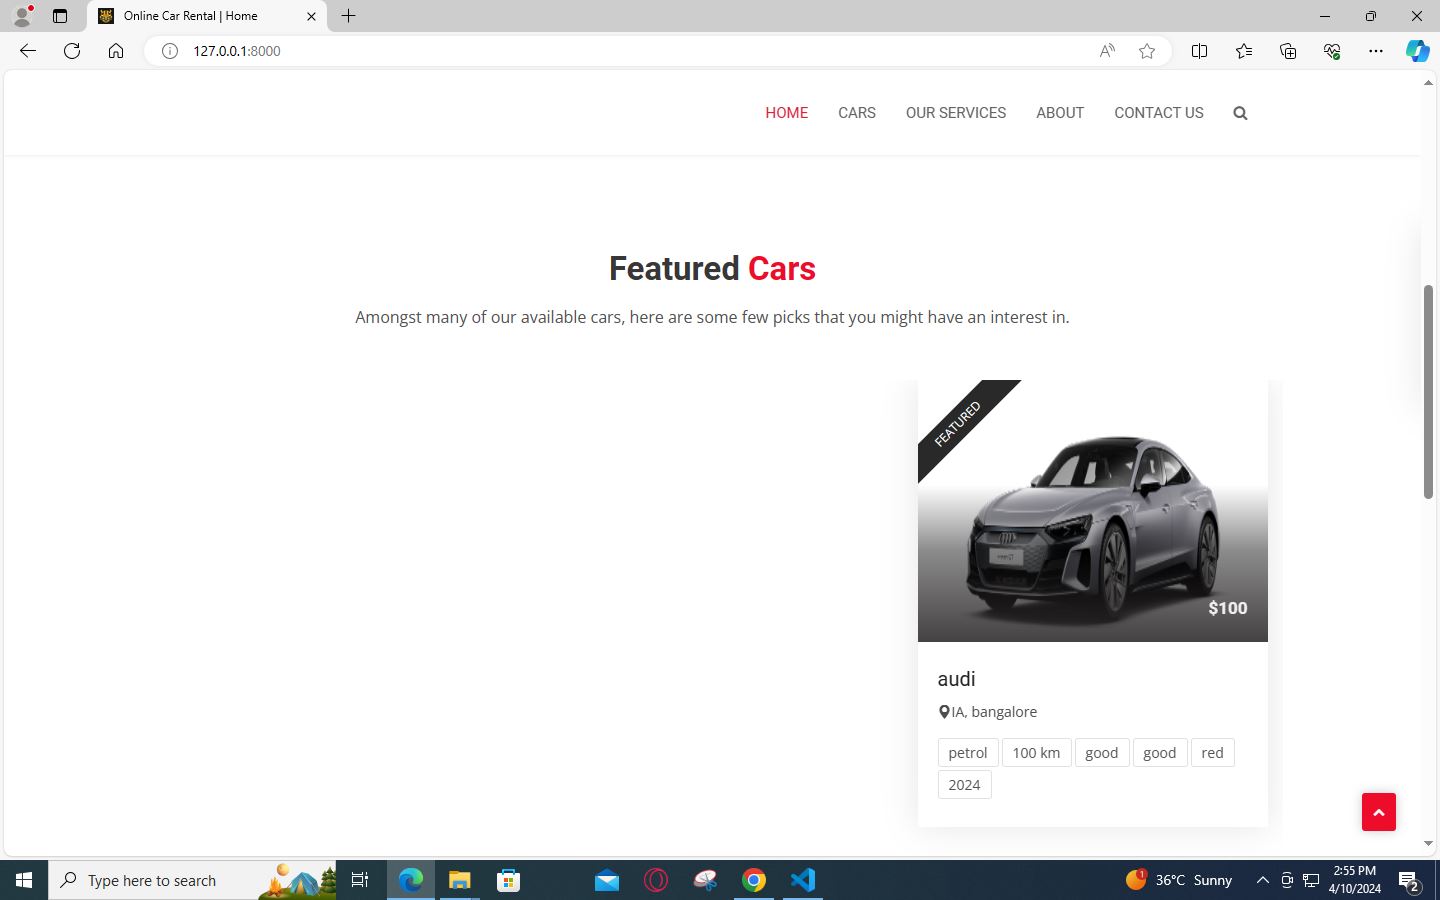 Online Car Rental | Home
127.0.0.1:8000
HOME CARS OUR SERVICES ABOUT CONTACT US
Featured Cars
Amongst many of our available cars, here are some few picks that you might have an interest in.
FEATURED
$100
audi
IA, bangalore
petrol 100 km good good red
2024
Type here to search
1
36°C Sunny
2:55 PM
4/10/2024
2